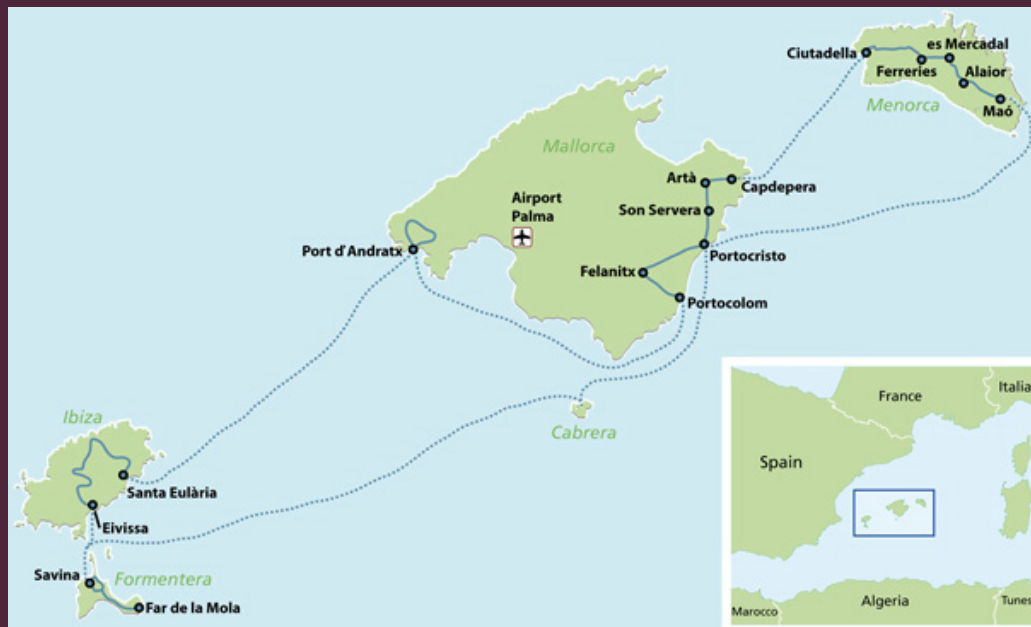 Ciutadella
es Mercadal
Ferreries
Alaior
Menorca
Maó
Mallorca
Artà
Capdepera
Airport
Palma
Son Servera
Port d´Andratx
Portocristo
Felanitx
Portocolom
Ibiza
Cabrera
Santa Eulària
Eivissa
Savina
Formentera
Far de la Mola
France
Italia
Spain
Algeria
Marocco
Tunes